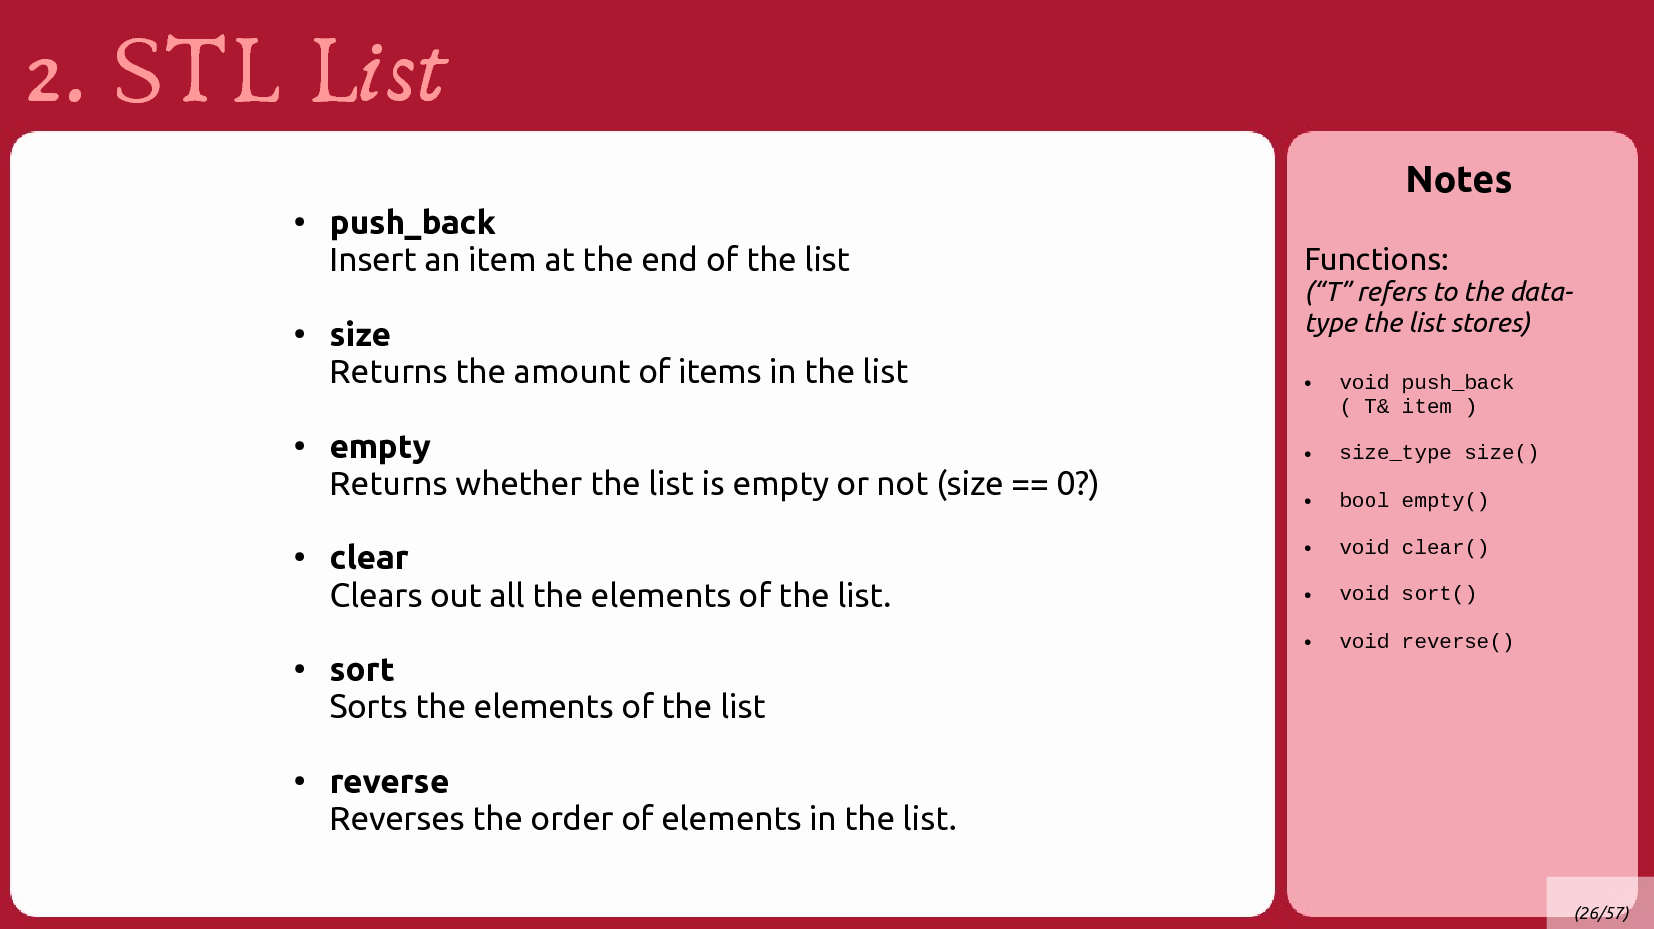 2. STL List
• push_back
Insert an item at the end of the list
• size
Returns the amount of items in the list
• empty
Returns whether the list is empty or not (size == 0?)
• clear
Clears out all the elements of the list.
• sort
Sorts the elements of the list
• reverse
Reverses the order of elements in the list.
Notes
Functions:
(“T” refers to the data-
type the list stores)
• void push_back
( T& item )
• size_type size()
• bool empty()
• void clear()
• void sort()
• void reverse()
(26/57)